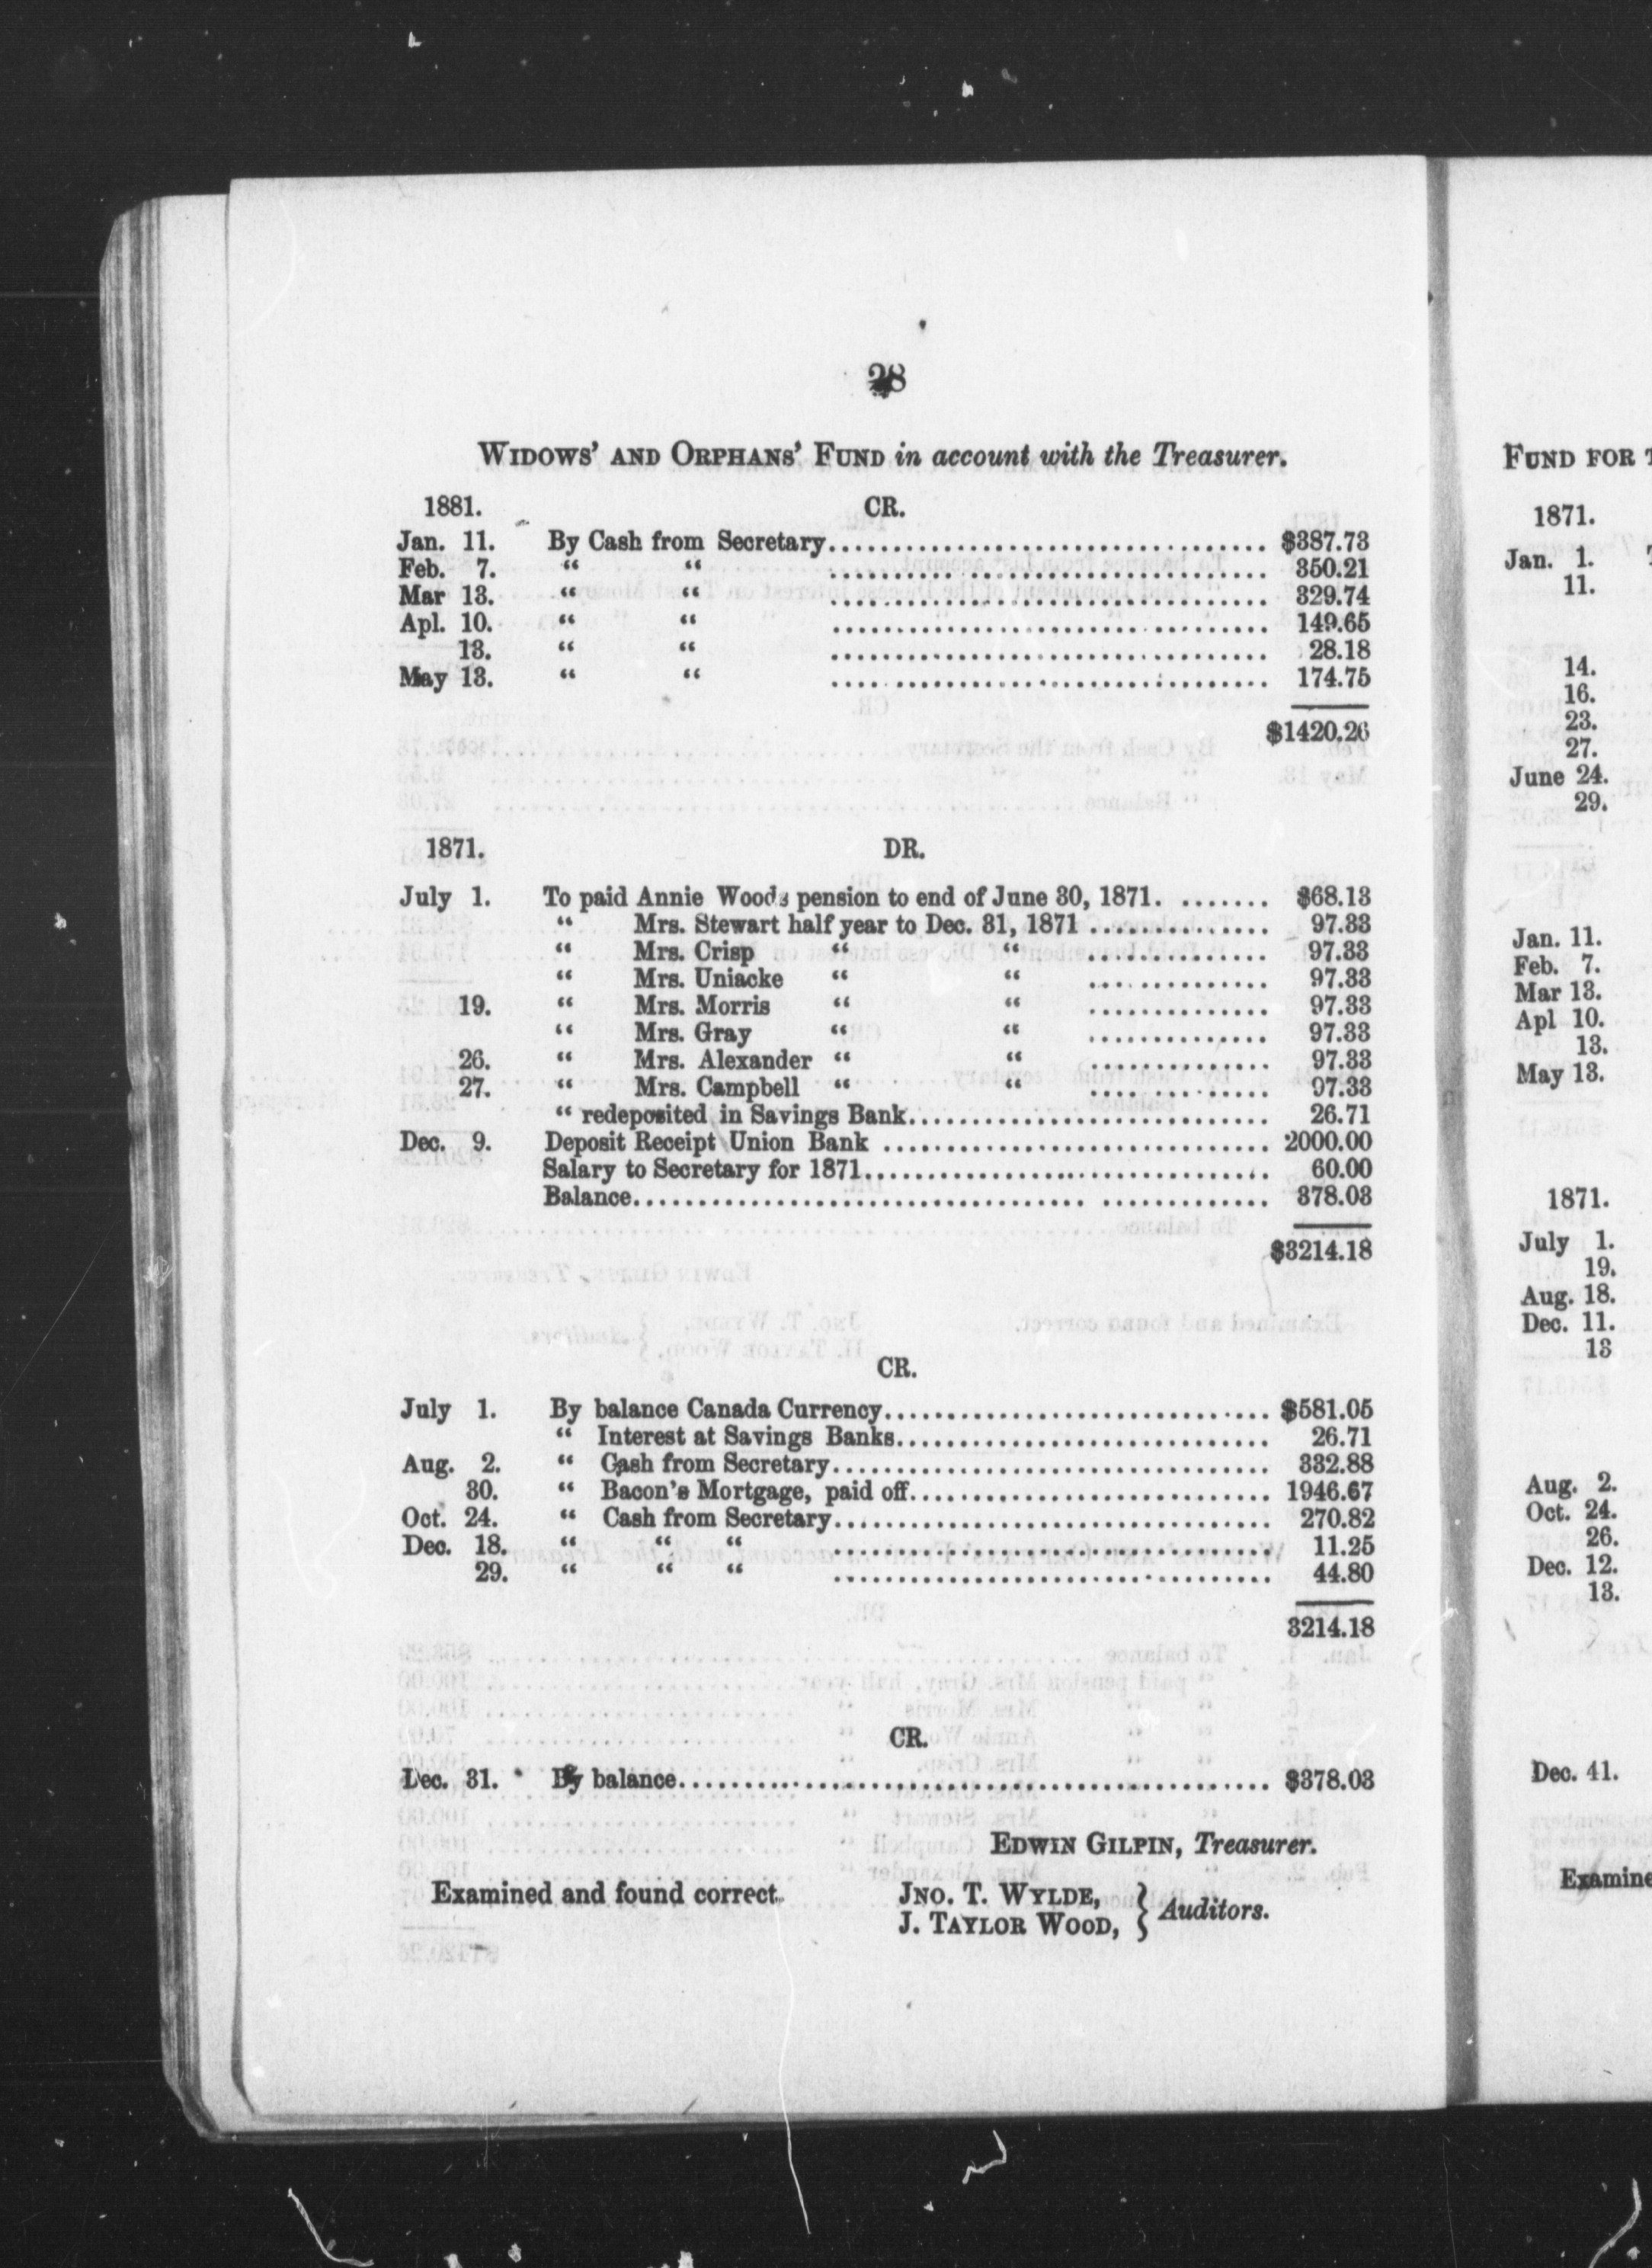 28
WIDOWS' AND ORPHANS' FUND in account with the Treasurer.
1881. CR.
Jan. 11. By Cash from Secretary.................................. $387.73
Feb. 7. “ “ .................................. 350.21
Mar 13. “ “ .................................. 329.74
Apl. 10. “ “ .................................. 149.65
13. “ “ .................................. 28.18
May 13. “ “ .................................. 174.75
$1420.26
1871. DR.
July 1. To paid Annie Woods pension to end of June 30, 1871. ....... $68.13
“ Mrs. Stewart half year to Dec. 31, 1871 .............. 97.33
“ Mrs. Crisp “ “ .............. 97.33
“ Mrs. Uniacke “ “ .............. 97.33
19. “ Mrs. Morris “ “ .............. 97.33
“ Mrs. Gray “ “ .............. 97.33
26. “ Mrs. Alexander “ “ .............. 97.33
27. “ Mrs. Campbell “ “ .............. 97.33
“ redeposited in Savings Bank............................ 26.71
Dec. 9. Deposit Receipt Union Bank .............................. 2000.00
Salary to Secretary for 1871................................ 60.00
Balance.................................... ............. 378.03
$3214.18
CR.
July 1. By balance Canada Currency.............................. $581.05
“ Interest at Savings Banks............................. 26.71
Aug. 2. “ Cash from Secretary.................................. 332.88
30. “ Bacon's Mortgage, paid off............................ 1946.67
Oct. 24. “ Cash from Secretary.................................. 270.82
Dec. 18. “ “ “ .................................. 11.25
29. “ “ “ .................................. 44.80
3214.18
CR.
Dec. 31. By balance.............................................. $378.03
EDWIN GILPIN, Treasurer.
Examined and found correct.
JNO. T. WYLDE,
J. TAYLOR WOOD, } Auditors.
FUND FOR
1871.
Jan. 1.
11.
14.
16.
23.
27.
June 24.
29.
Jan. 11.
Feb. 7.
Mar 13.
Apl 10.
13.
May 13.
1871.
July 1.
19.
Aug. 18.
Dec. 11.
13
Aug. 2.
Oct. 24.
26.
Dec. 12.
13.
Dec. 41.
Examine